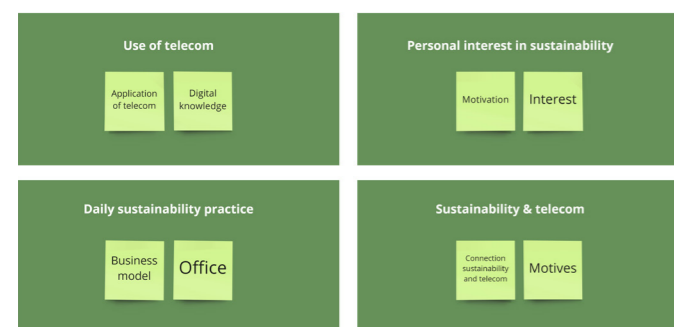 Use of telecom
Application
of telecom
Digital
knowledge
Personal interest in sustainability
Motivation
Interest
Daily sustainability practice
Business
model
Office
Sustainability & telecom
Connection
sustainability
and telecom
Motives